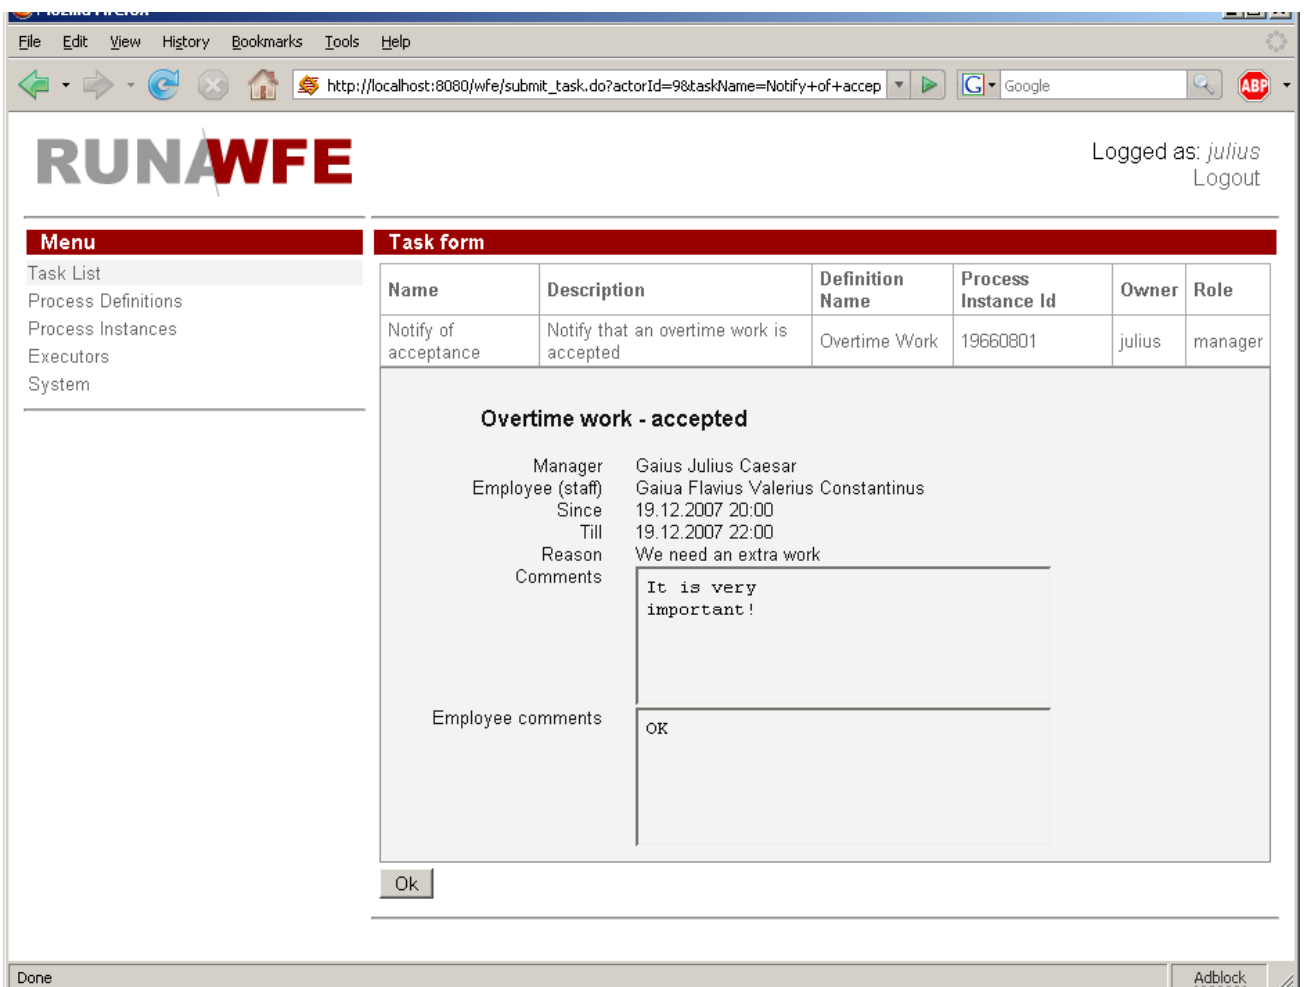 Mozilla Firefox
File Edit View History Bookmarks Tools Help
http://localhost:8080/wfe/submit_task.do?actorId=9&taskName=Notify+of+accep G Google ABP
RUNAWFE
Logged as: julius
Logout
Menu
Task List
Process Definitions
Process Instances
Executors
System
Task form
Name Description Definition Name Process Instance Id Owner Role
Notify of acceptance Notify that an overtime work is accepted Overtime Work 19660801 julius manager
Overtime work - accepted
Manager Gaius Julius Caesar
Employee (staff) Gaiua Flavius Valerius Constantinus
Since 19.12.2007 20:00
Till 19.12.2007 22:00
Reason We need an extra work
Comments It is very
important!
Employee comments OK
Ok
Done Adblock